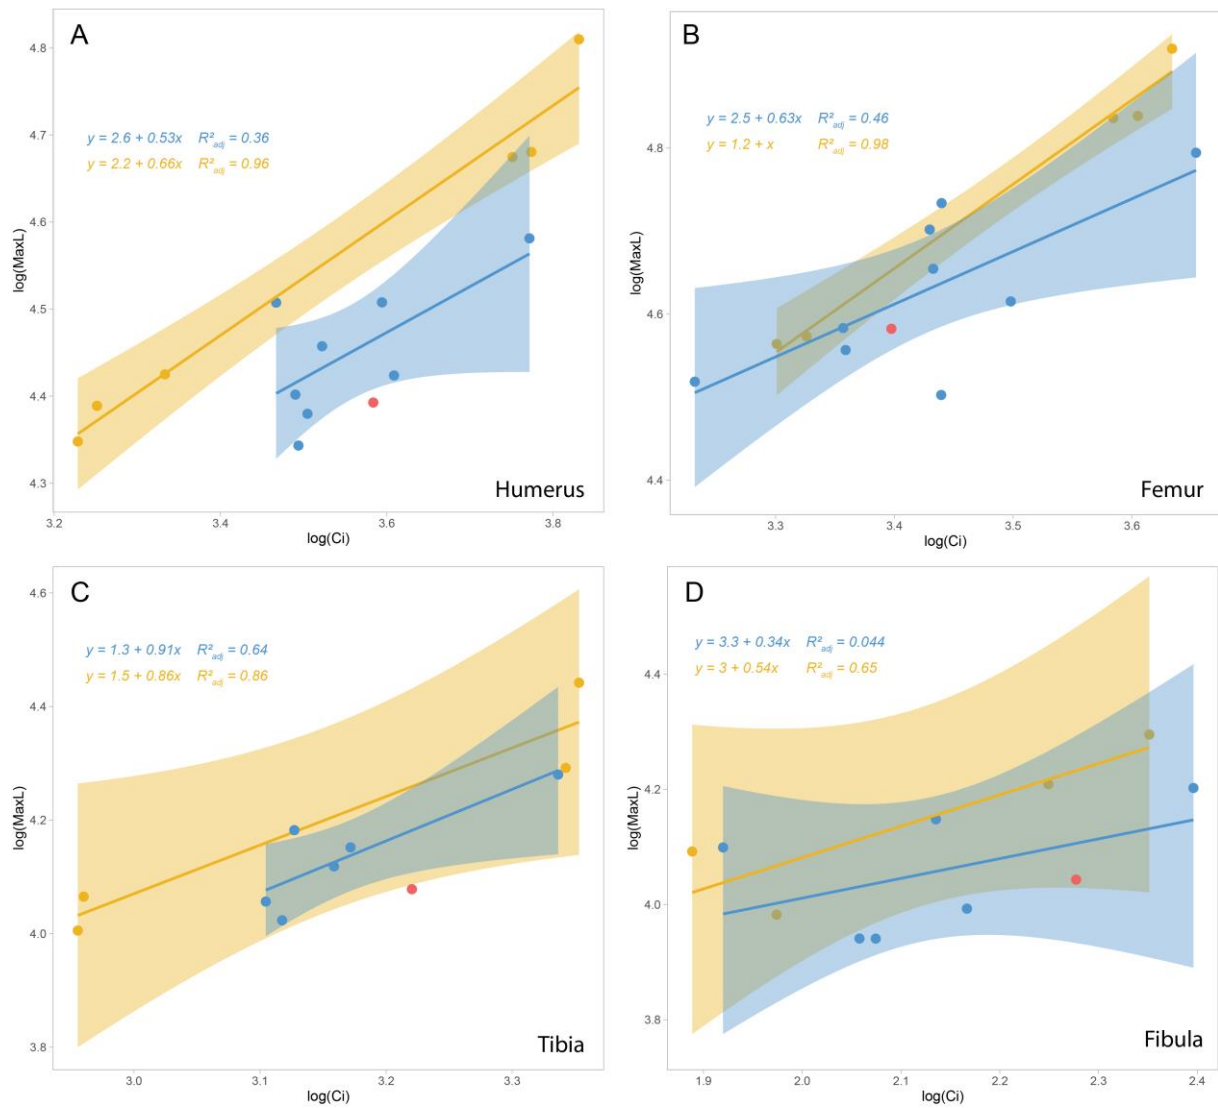 A
y = 2.6 + 0.53x R²adj = 0.36
y = 2.2 + 0.66x R²adj = 0.96
log(MaxL)
4.8
4.7
4.6
4.5
4.4
4.3
Humerus
3.2 3.4 3.6 3.8
log(Ci)
B
y = 2.5 + 0.63x R²adj = 0.46
y = 1.2 + x R²adj = 0.98
log(MaxL)
4.8
4.6
4.4
Femur
3.3 3.4 3.5 3.6
log(Ci)
C
y = 1.3 + 0.91x R²adj = 0.64
y = 1.5 + 0.86x R²adj = 0.86
log(MaxL)
4.6
4.4
4.2
4.0
3.8
Tibia
3.0 3.1 3.2 3.3
log(Ci)
D
y = 3.3 + 0.34x R²adj = 0.044
y = 3 + 0.54x R²adj = 0.65
log(MaxL)
4.4
4.2
4.0
3.8
Fibula
1.9 2.0 2.1 2.2 2.3 2.4
log(Ci)